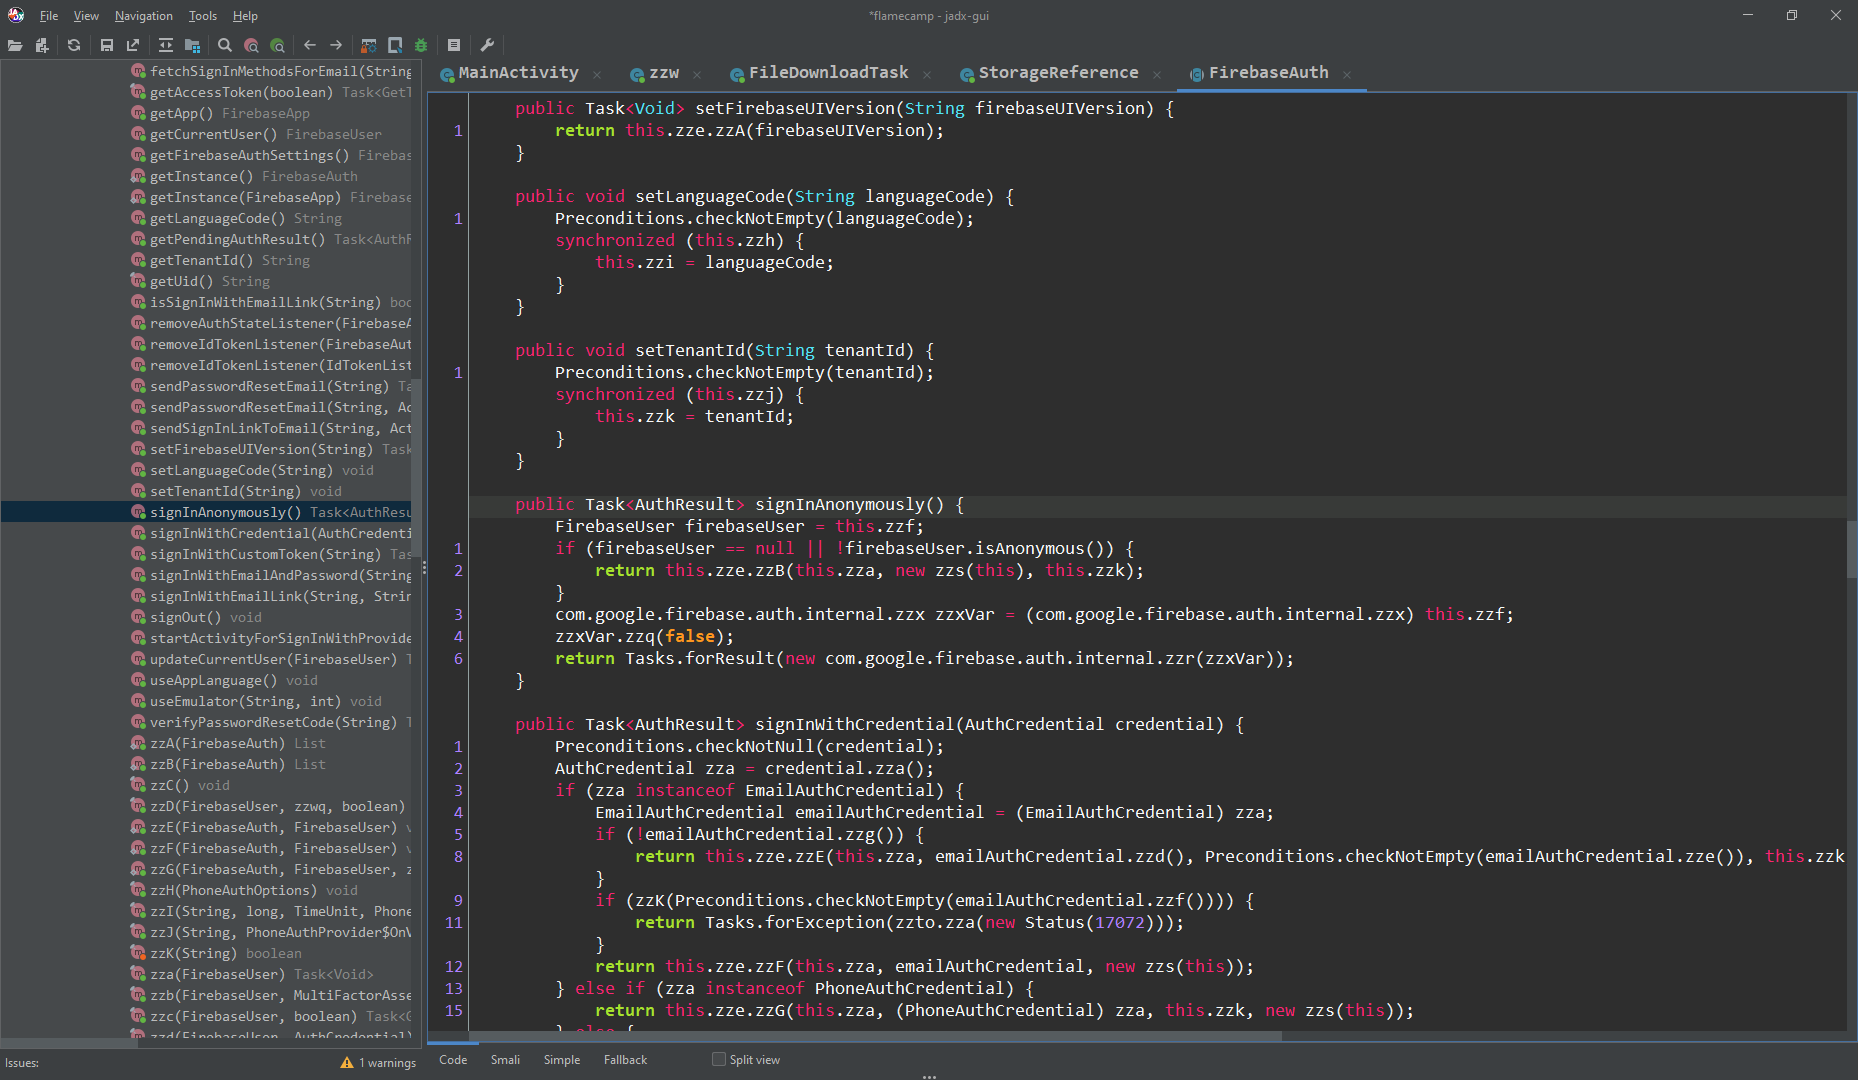 File View Navigation Tools Help
*flamecamp - jadx-gui
MainActivity
zzw
FileDownloadTask
StorageReference
FirebaseAuth
fetchSignInMethodsForEmail(String
getAccessToken(boolean) Task<GetT
getApp() FirebaseApp
getCurrentUser() FirebaseUser
getFirebaseAuthSettings() Firebas
getInstance() FirebaseAuth
getInstance(FirebaseApp) Firebase
getLanguageCode() String
getPendingAuthResult() Task<AuthR
getTenantId() String
getUid() String
isSignInWithEmailLink(String) boo
removeAuthStateListener(FirebaseA
removeIdTokenListener(FirebaseAut
removeIdTokenListener(IdTokenList
sendPasswordResetEmail(String) Ta
sendPasswordResetEmail(String, Ac
sendSignInLinkToEmail(String, Act
setFirebaseUIVersion(String) Task
setLanguageCode(String) void
setTenantId(String) void
signInAnonymously() Task<AuthResu
signInWithCredential(AuthCredenti
signInWithCustomToken(String) Tas
signInWithEmailAndPassword(String
signInWithEmailLink(String, Strin
signOut() void
startActivityForSignInWithProvide
updateCurrentUser(FirebaseUser) T
useAppLanguage() void
useEmulator(String, int) void
verifyPasswordResetCode(String) T
zzA(FirebaseAuth) List
zzB(FirebaseAuth) List
zzC() void
zzD(FirebaseUser, zzwq, boolean)
zzE(FirebaseAuth, FirebaseUser) v
zzF(FirebaseAuth, FirebaseUser) v
zzG(FirebaseAuth, FirebaseUser, z
zzH(PhoneAuthOptions) void
zzI(String, long, TimeUnit, Phone
zzJ(String, PhoneAuthProvider$OnV
zzK(String) boolean
zza(FirebaseUser) Task<Void>
zzb(FirebaseUser, MultiFactorAsse
zzc(FirebaseUser, boolean) Task<G
zzd(FirebaseUser, AuthCredential)
public Task<Void> setFirebaseUIVersion(String firebaseUIVersion) {
1 return this.zze.zzA(firebaseUIVersion);
}
public void setLanguageCode(String languageCode) {
1 Preconditions.checkNotEmpty(languageCode);
synchronized (this.zzh) {
this.zzi = languageCode;
}
}
public void setTenantId(String tenantId) {
1 Preconditions.checkNotEmpty(tenantId);
synchronized (this.zzj) {
this.zzk = tenantId;
}
}
public Task<AuthResult> signInAnonymously() {
FirebaseUser firebaseUser = this.zzf;
1 if (firebaseUser == null || !firebaseUser.isAnonymous()) {
2 return this.zze.zzB(this.zza, new zzs(this), this.zzk);
}
3 com.google.firebase.auth.internal.zzx zzxVar = (com.google.firebase.auth.internal.zzx) this.zzf;
4 zzxVar.zzq(false);
6 return Tasks.forResult(new com.google.firebase.auth.internal.zzr(zzxVar));
}
public Task<AuthResult> signInWithCredential(AuthCredential credential) {
1 Preconditions.checkNotNull(credential);
2 AuthCredential zza = credential.zza();
3 if (zza instanceof EmailAuthCredential) {
4 EmailAuthCredential emailAuthCredential = (EmailAuthCredential) zza;
5 if (!emailAuthCredential.zzg()) {
8 return this.zze.zzE(this.zza, emailAuthCredential.zzd(), Preconditions.checkNotEmpty(emailAuthCredential.zze()), this.zzk
}
9 if (zzK(Preconditions.checkNotEmpty(emailAuthCredential.zzf()))) {
11 return Tasks.forException(zzto.zza(new Status(17072)));
}
12 return this.zze.zzF(this.zza, emailAuthCredential, new zzs(this));
13 } else if (zza instanceof PhoneAuthCredential) {
15 return this.zze.zzG(this.zza, (PhoneAuthCredential) zza, this.zzk, new zzs(this));
} else {
Issues:
1 warnings
Code Smali Simple Fallback Split view